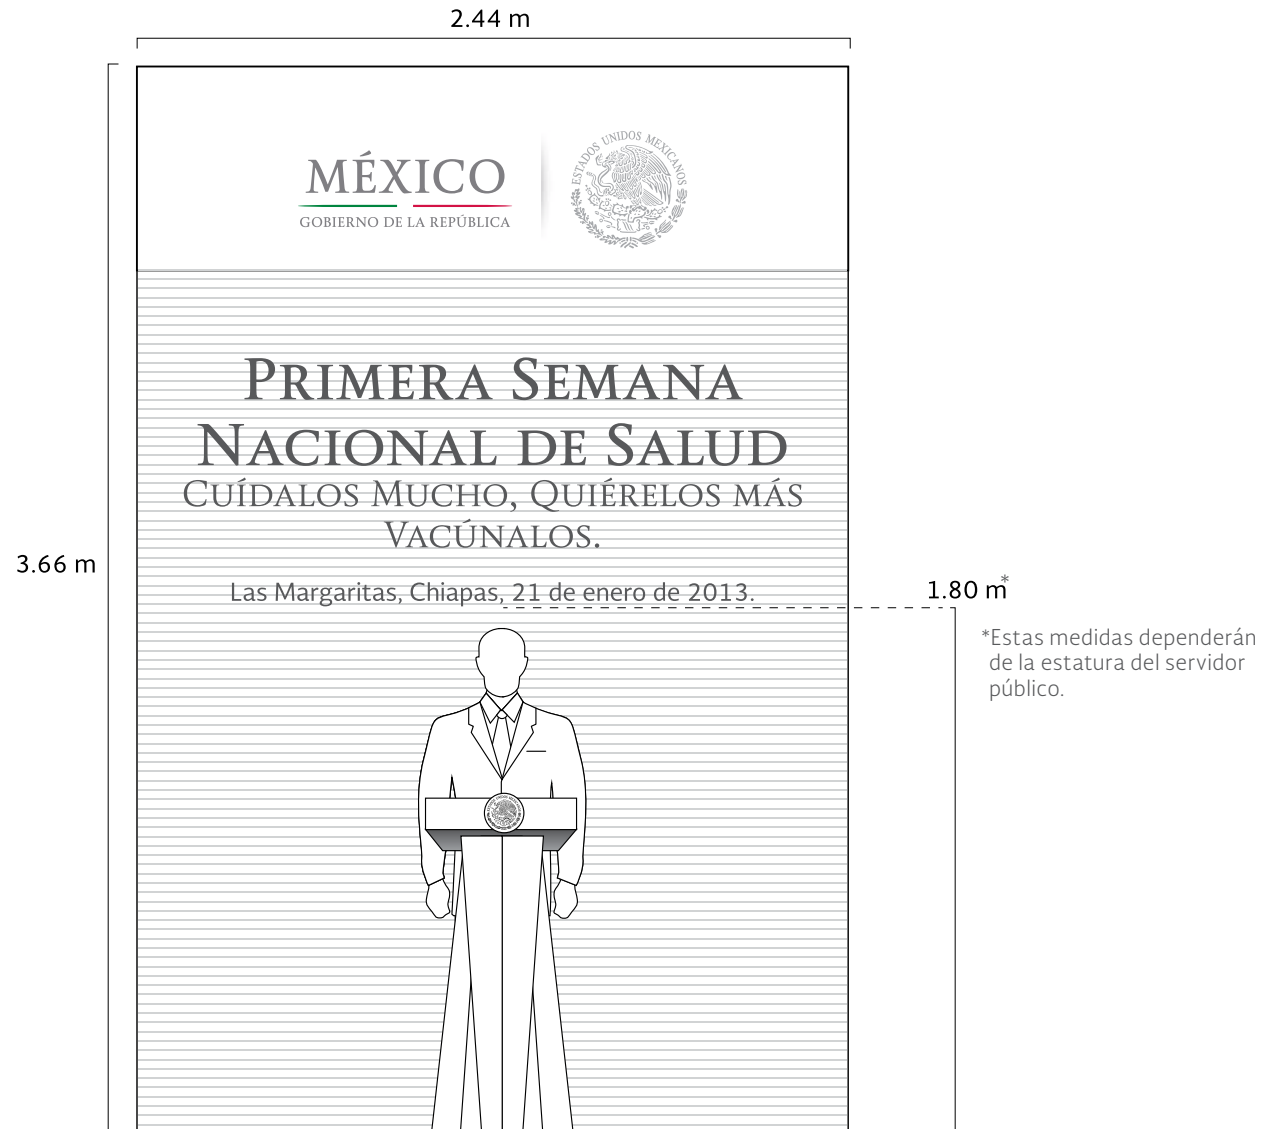 2.44 m
MÉXICO
GOBIERNO DE LA REPÚBLICA
ESTADOS UNIDOS MEXICANOS
Primera Semana
Nacional de Salud
Cuídalos Mucho, Quiérelos más
Vacúnalos.
3.66 m
Las Margaritas, Chiapas, 21 de enero de 2013.
1.80 m*
*Estas medidas dependerán
de la estatura del servidor
público.